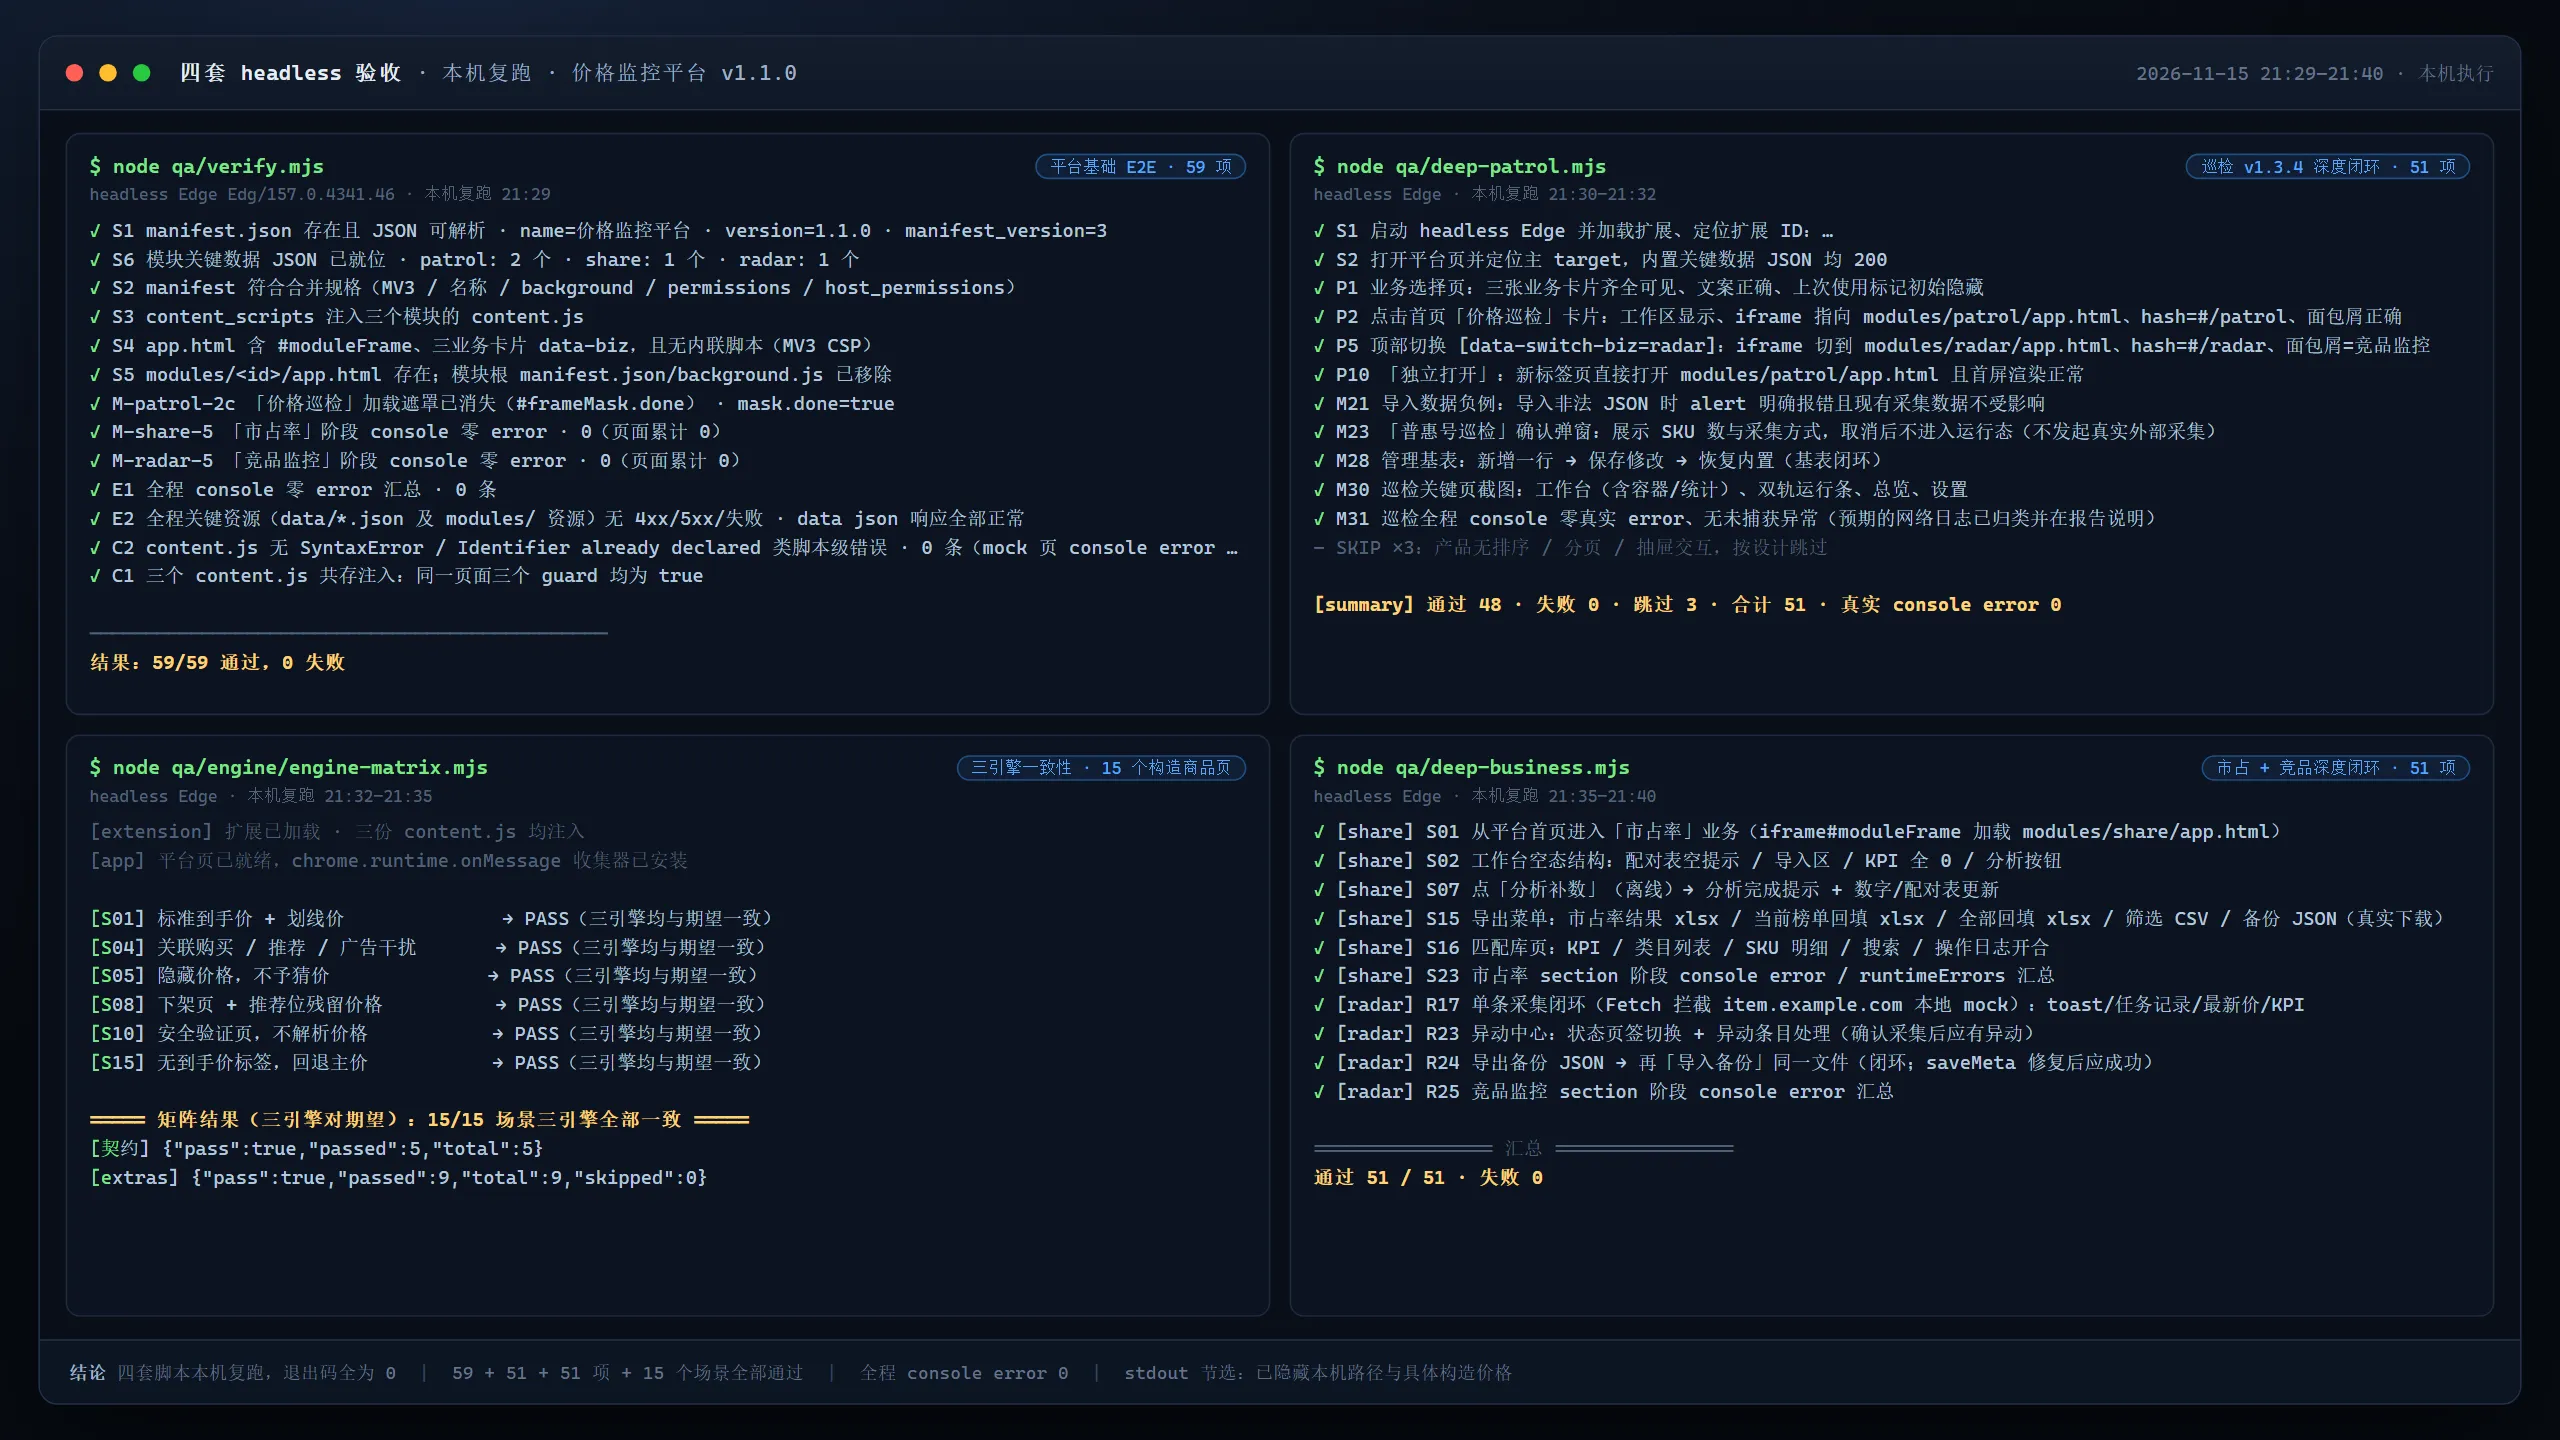 四套 headless 验收 · 本机复跑 · 价格监控平台 v1.1.0
2026-11-15 21:29-21:40 · 本机执行
$ node qa/verify.mjs
平台基础 E2E · 59 项
headless Edge Edg/157.0.4341.46 · 本机复跑 21:29
✓ S1 manifest.json 存在且 JSON 可解析 · name=价格监控平台 · version=1.1.0 · manifest_version=3
✓ S6 模块关键数据 JSON 已就位 · patrol: 2 个 · share: 1 个 · radar: 1 个
✓ S2 manifest 符合合并规格（MV3 / 名称 / background / permissions / host_permissions）
✓ S3 content_scripts 注入三个模块的 content.js
✓ S4 app.html 含 #moduleFrame、三业务卡片 data-biz，且无内联脚本（MV3 CSP）
✓ S5 modules/<id>/app.html 存在；模块根 manifest.json/background.js 已移除
✓ M-patrol-2c 「价格巡检」加载遮罩已消失（#frameMask.done） · mask.done=true
✓ M-share-5 「市占率」阶段 console 零 error · 0（页面累计 0）
✓ M-radar-5 「竞品监控」阶段 console 零 error · 0（页面累计 0）
✓ E1 全程 console 零 error 汇总 · 0 条
✓ E2 全程关键资源（data/*.json 及 modules/ 资源）无 4xx/5xx/失败 · data json 响应全部正常
✓ C2 content.js 无 SyntaxError / Identifier already declared 类脚本级错误 · 0 条（mock 页 console error …
✓ C1 三个 content.js 共存注入：同一页面三个 guard 均为 true
结果：59/59 通过，0 失败
$ node qa/deep-patrol.mjs
巡检 v1.3.4 深度闭环 · 51 项
headless Edge · 本机复跑 21:30-21:32
✓ S1 启动 headless Edge 并加载扩展、定位扩展 ID：…
✓ S2 打开平台页并定位主 target，内置关键数据 JSON 均 200
✓ P1 业务选择页：三张业务卡片齐全可见、文案正确、上次使用标记初始隐藏
✓ P2 点击首页「价格巡检」卡片：工作区显示、iframe 指向 modules/patrol/app.html、hash=#/patrol、面包屑正确
✓ P5 顶部切换 [data-switch-biz=radar]：iframe 切到 modules/radar/app.html、hash=#/radar、面包屑=竞品监控
✓ P10 「独立打开」：新标签页直接打开 modules/patrol/app.html 且首屏渲染正常
✓ M21 导入数据负例：导入非法 JSON 时 alert 明确报错且现有采集数据不受影响
✓ M23 「普惠号巡检」确认弹窗：展示 SKU 数与采集方式，取消后不进入运行态（不发起真实外部采集）
✓ M28 管理基表：新增一行 → 保存修改 → 恢复内置（基表闭环）
✓ M30 巡检关键页截图：工作台（含容器/统计）、双轨运行条、总览、设置
✓ M31 巡检全程 console 零真实 error、无未捕获异常（预期的网络日志已归类并在报告说明）
- SKIP ×3：产品无排序 / 分页 / 抽屉交互，按设计跳过
[summary] 通过 48 · 失败 0 · 跳过 3 · 合计 51 · 真实 console error 0
$ node qa/engine/engine-matrix.mjs
三引擎一致性 · 15 个构造商品页
headless Edge · 本机复跑 21:32-21:35
[extension] 扩展已加载 · 三份 content.js 均注入
[app] 平台页已就绪，chrome.runtime.onMessage 收集器已安装
[S01] 标准到手价 + 划线价 → PASS（三引擎均与期望一致）
[S04] 关联购买 / 推荐 / 广告干扰 → PASS（三引擎均与期望一致）
[S05] 隐藏价格，不予猜价 → PASS（三引擎均与期望一致）
[S08] 下架页 + 推荐位残留价格 → PASS（三引擎均与期望一致）
[S10] 安全验证页，不解析价格 → PASS（三引擎均与期望一致）
[S15] 无到手价标签，回退主价 → PASS（三引擎均与期望一致）
═════ 矩阵结果（三引擎对期望）：15/15 场景三引擎全部一致 ═════
[契约] {"pass":true,"passed":5,"total":5}
[extras] {"pass":true,"passed":9,"total":9,"skipped":0}
$ node qa/deep-business.mjs
市占 + 竞品深度闭环 · 51 项
headless Edge · 本机复跑 21:35-21:40
✓ [share] S01 从平台首页进入「市占率」业务（iframe#moduleFrame 加载 modules/share/app.html）
✓ [share] S02 工作台空态结构：配对表空提示 / 导入区 / KPI 全 0 / 分析按钮
✓ [share] S07 点「分析补数」（离线）→ 分析完成提示 + 数字/配对表更新
✓ [share] S15 导出菜单：市占率结果 xlsx / 当前榜单回填 xlsx / 全部回填 xlsx / 筛选 CSV / 备份 JSON（真实下载）
✓ [share] S16 匹配库页：KPI / 类目列表 / SKU 明细 / 搜索 / 操作日志开合
✓ [share] S23 市占率 section 阶段 console error / runtimeErrors 汇总
✓ [radar] R17 单条采集闭环（Fetch 拦截 item.example.com 本地 mock）：toast/任务记录/最新价/KPI
✓ [radar] R23 异动中心：状态页签切换 + 异动条目处理（确认采集后应有异动）
✓ [radar] R24 导出备份 JSON → 再「导入备份」同一文件（闭环；saveMeta 修复后应成功）
✓ [radar] R25 竞品监控 section 阶段 console error 汇总
════════════════ 汇总 ════════════════
通过 51 / 51 · 失败 0
结论 四套脚本本机复跑，退出码全为 0 | 59 + 51 + 51 项 + 15 个场景全部通过 | 全程 console error 0 | stdout 节选：已隐藏本机路径与具体构造价格